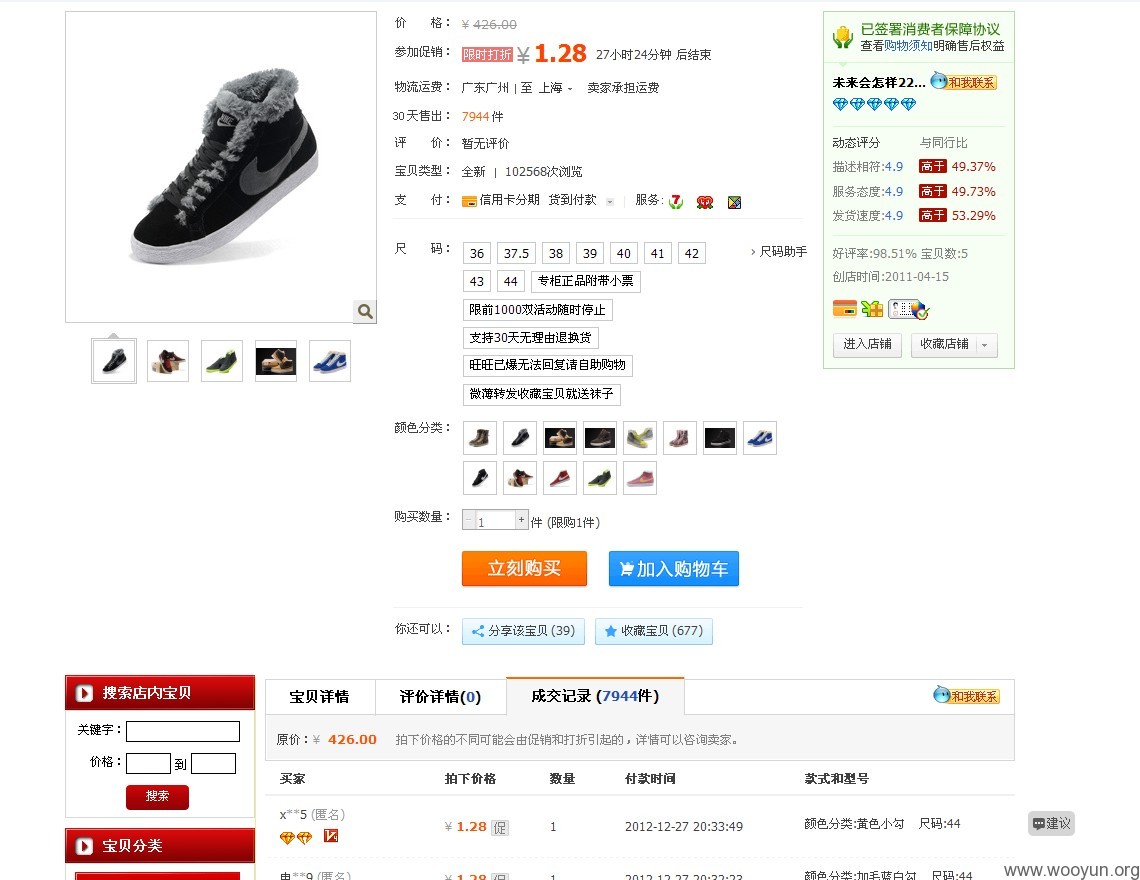 价 格： ¥ 426.00
参加促销： 限时打折 ¥ 1.28 27小时24分钟 后结束
物流运费： 广东广州 | 至 上海 卖家承担运费
30天售出： 7944 件
评 价： 暂无评价
宝贝类型： 全新 | 102568次浏览
支 付： 信用卡分期 货到付款 服务： 7
尺 码： 36 37.5 38 39 40 41 42 › 尺码助手
43 44 专柜正品附带小票
限前1000双活动随时停止
支持30天无理由退换货
旺旺已爆无法回复请自助购物
微薄转发收藏宝贝就送袜子
颜色分类：
购买数量： - 1 + 件 (限购1件)
立刻购买 加入购物车
你还可以： 分享该宝贝 (39) 收藏宝贝 (677)
已签署消费者保障协议
查看购物须知明确售后权益
未来会怎样22... 和我联系
动态评分 与同行比
描述相符:4.9 高于 49.37%
服务态度:4.9 高于 49.73%
发货速度:4.9 高于 53.29%
好评率:98.51% 宝贝数:5
创店时间:2011-04-15
进入店铺 收藏店铺
搜索店内宝贝
关键字：
价格： 到
搜索
宝贝分类
宝贝详情 评价详情(0) 成交记录 (7944件) 和我联系
原价：¥ 426.00 拍下价格的不同可能会由促销和打折引起的，详情可以咨询卖家。
买家 拍下价格 数量 付款时间 款式和型号
x**5 (匿名)
¥ 1.28 促 1 2012-12-27 20:33:49 颜色分类:黄色小勾 尺码:44
建议
电**9 (匿名) ¥ 1.28 促 1 2012-12-27 20:32:23 颜色分类:加毛蓝白勾 尺码:44
www.wooyun.org